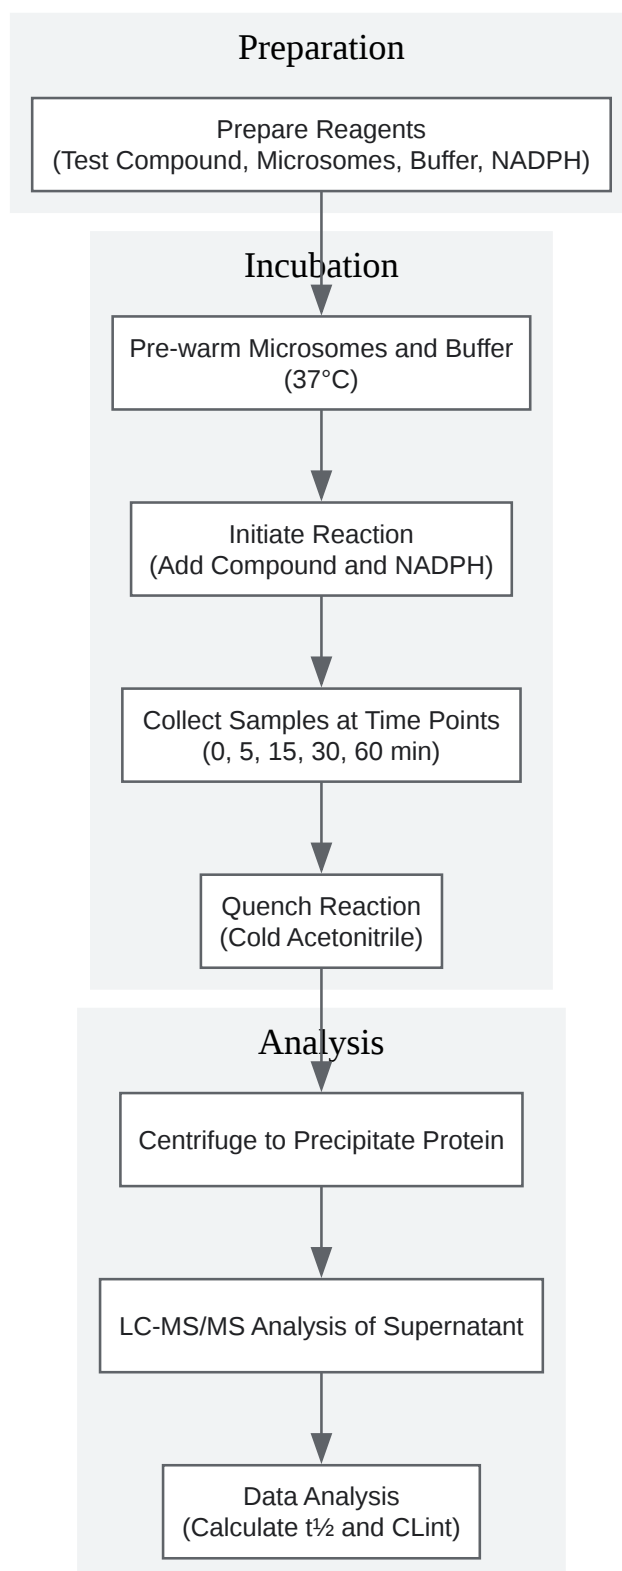 Preparation
Prepare Reagents
(Test Compound, Microsomes, Buffer, NADPH)
Incubation
Pre-warm Microsomes and Buffer
(37°C)
Initiate Reaction
(Add Compound and NADPH)
Collect Samples at Time Points
(0, 5, 15, 30, 60 min)
Quench Reaction
(Cold Acetonitrile)
Analysis
Centrifuge to Precipitate Protein
LC-MS/MS Analysis of Supernatant
Data Analysis
(Calculate t½ and CLint)